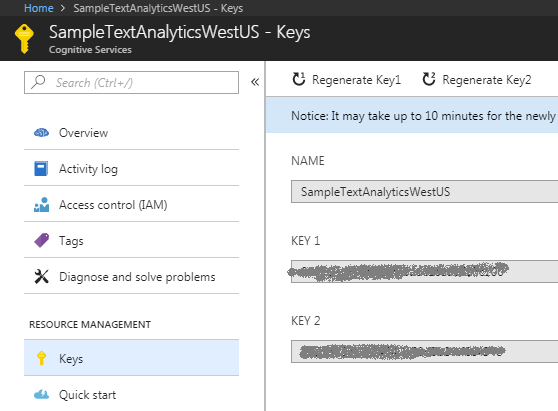 Home > SampleTextAnalyticsWestUS - Keys
SampleTextAnalyticsWestUS - Keys
Cognitive Services
Search (Ctrl+/)
«
Overview
Activity log
Access control (IAM)
Tags
Diagnose and solve problems
RESOURCE MANAGEMENT
Keys
Quick start
Regenerate Key1 Regenerate Key2
Notice: It may take up to 10 minutes for the newly
NAME
SampleTextAnalyticsWestUS
KEY 1
KEY 2